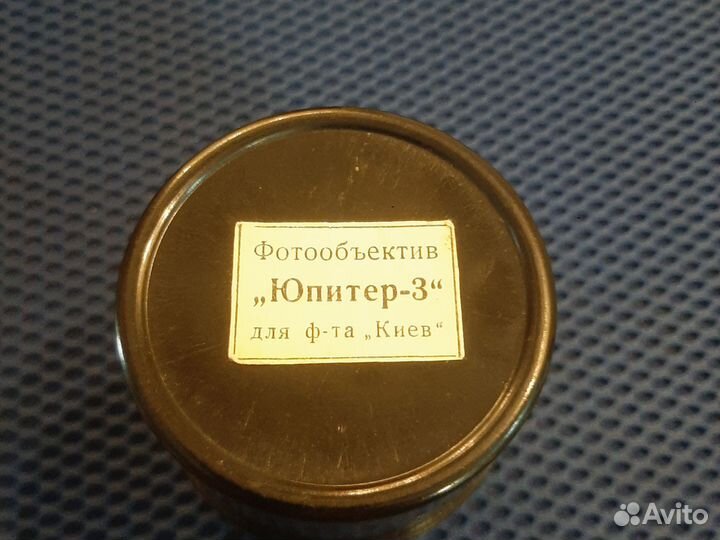 Фотообъектив
„Юпитер-3“
для ф-та „Киев“
Avito